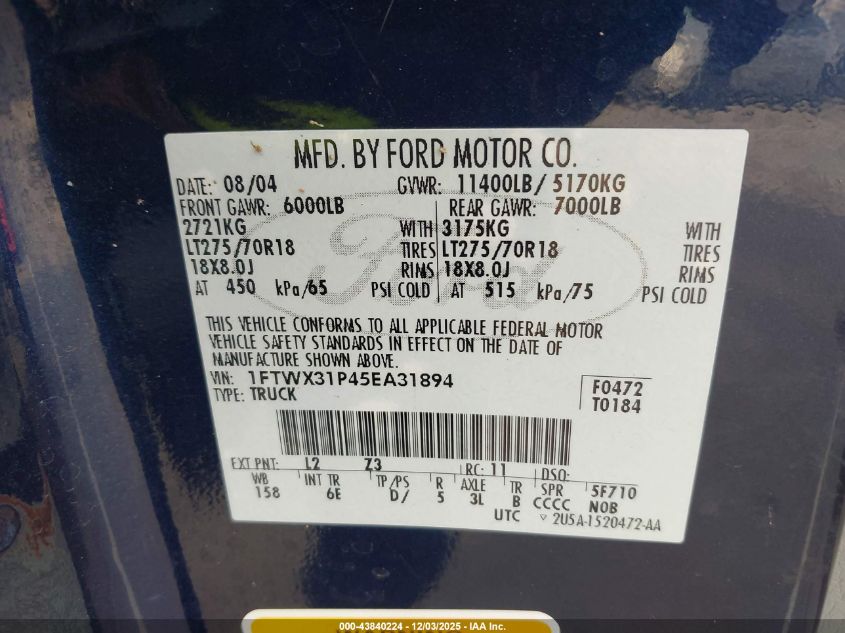 MFD. BY FORD MOTOR CO.
DATE: 08/04 GVWR: 11400LB/ 5170KG
FRONT GAWR: 6000LB REAR GAWR: 7000LB
2721KG WITH 3175KG WITH
LT275/70R18 TIRES LT275/70R18 TIRES
18X8.0J RIMS 18X8.0J RIMS
AT 450 kPa/65 PSI COLD AT 515 kPa/75 PSI COLD
THIS VEHICLE CONFORMS TO ALL APPLICABLE FEDERAL MOTOR
VEHICLE SAFETY STANDARDS IN EFFECT ON THE DATE OF
MANUFACTURE SHOWN ABOVE.
VIN: 1FTWX31P45EA31894 F0472
TYPE: TRUCK T0184
EXT PNT: L2 Z3 RC: 11 DSO:
WB INT TR TP/PS R AXLE TR SPR 5F710
158 6E D/ 5 3L B CCCC N0B
UTC ▽ 2U5A-1520472-AA
000-43840224 - 12/03/2025 - IAA Inc.